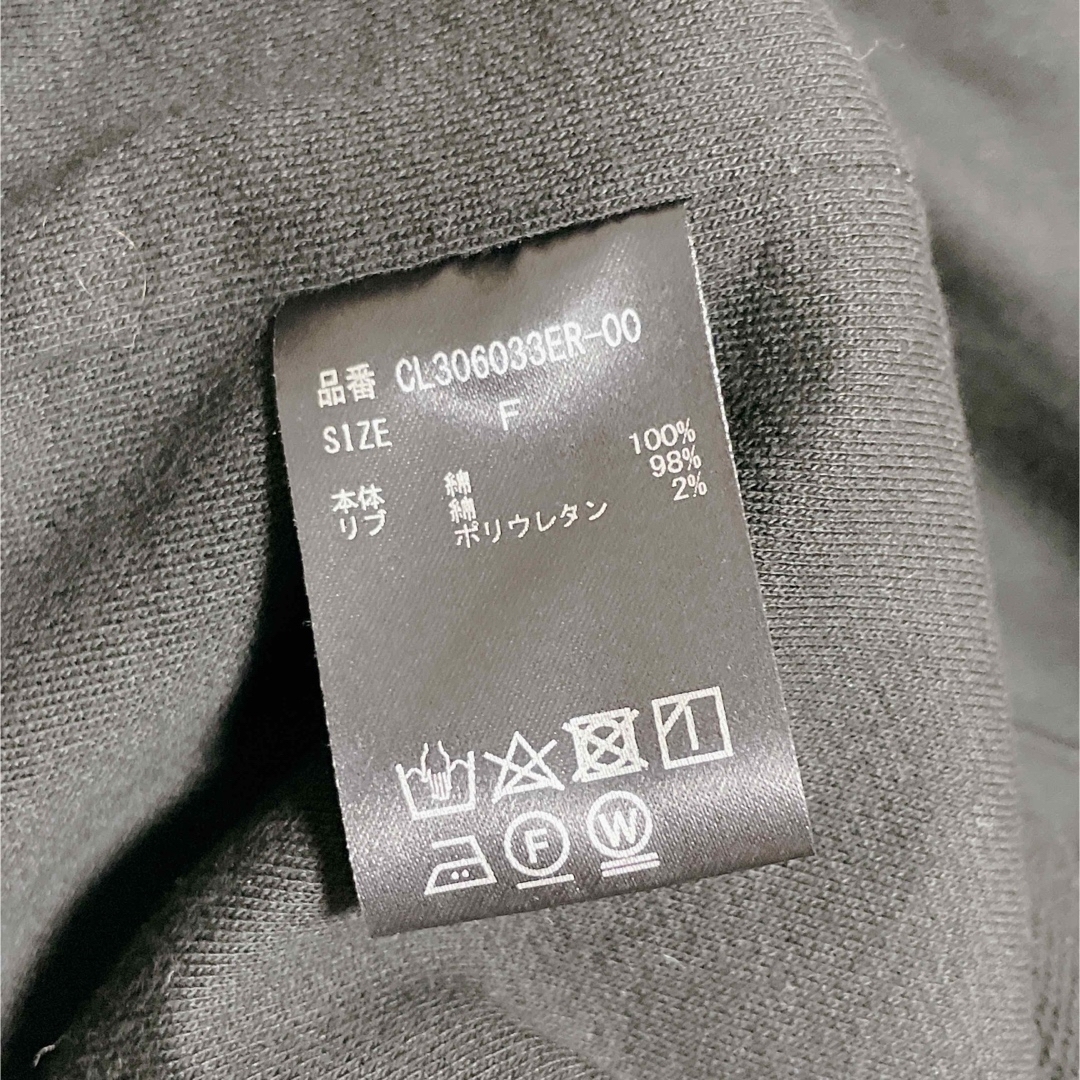 品番 CL306033ER-00
SIZE F
本体 綿 100%
リブ 綿 98%
ポリウレタン 2%
F W